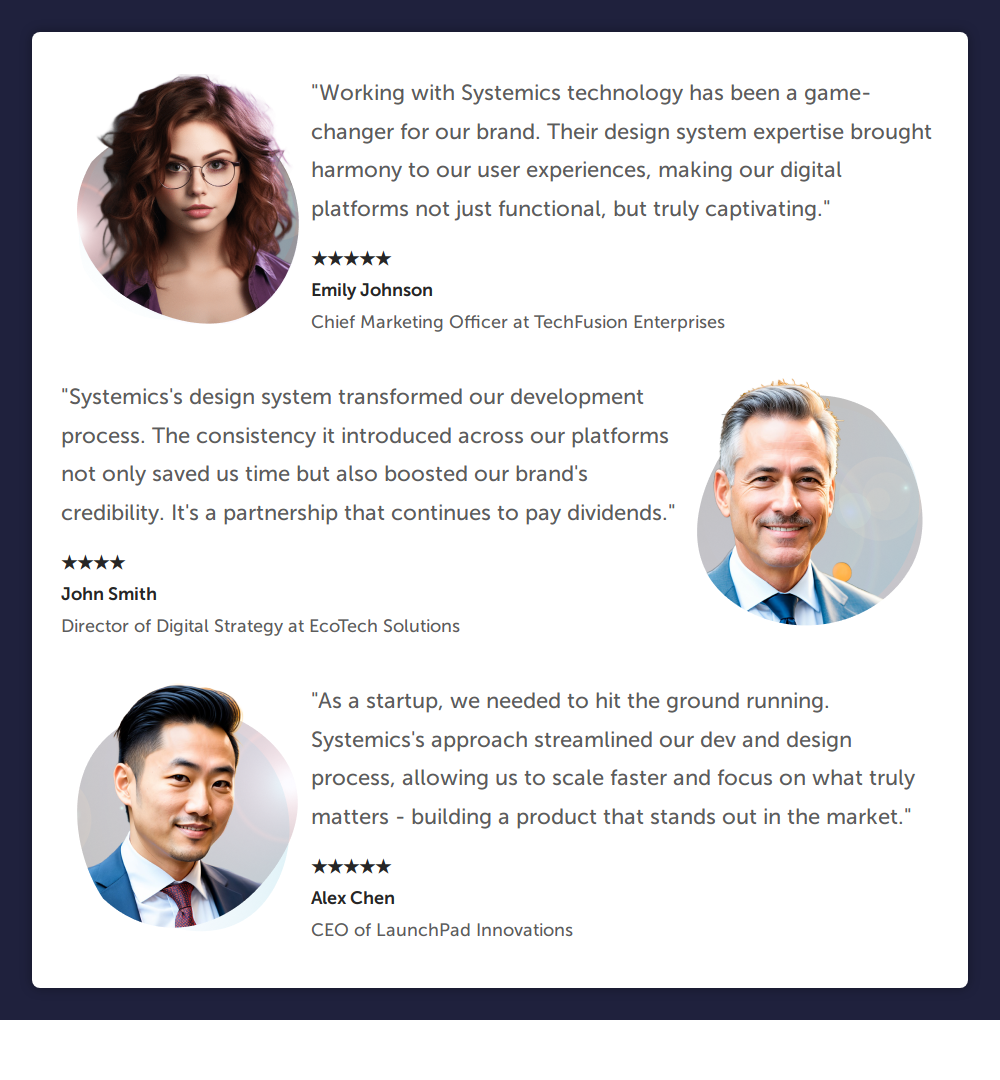 "Working with Systemics technology has been a game-
changer for our brand. Their design system expertise brought
harmony to our user experiences, making our digital
platforms not just functional, but truly captivating."
★★★★★
Emily Johnson
Chief Marketing Officer at TechFusion Enterprises
"Systemics's design system transformed our development
process. The consistency it introduced across our platforms
not only saved us time but also boosted our brand's
credibility. It's a partnership that continues to pay dividends."
★★★★
John Smith
Director of Digital Strategy at EcoTech Solutions
"As a startup, we needed to hit the ground running.
Systemics's approach streamlined our dev and design
process, allowing us to scale faster and focus on what truly
matters - building a product that stands out in the market."
★★★★★
Alex Chen
CEO of LaunchPad Innovations